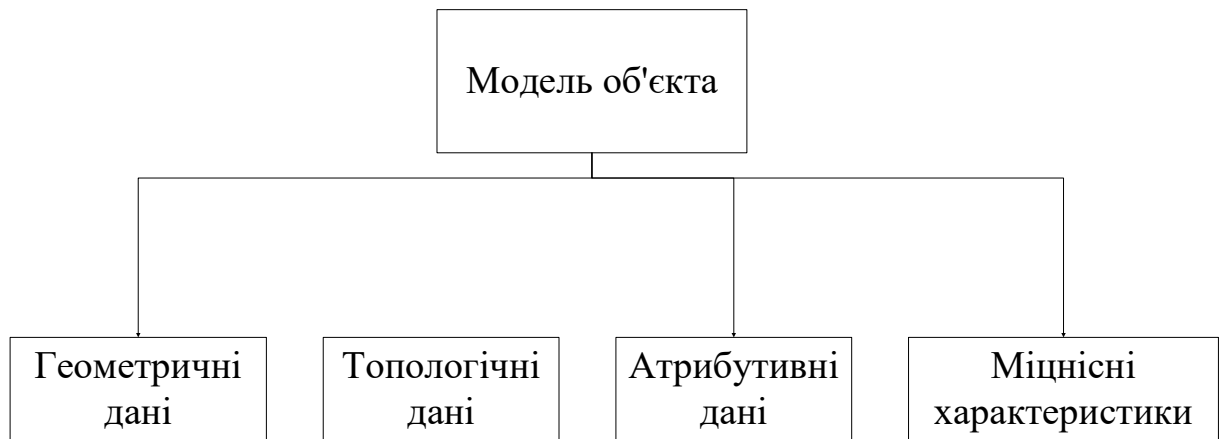 Модель об'єкта
Геометричні
дані
Топологічні
дані
Атрибутивні
дані
Міцнісні
характеристики